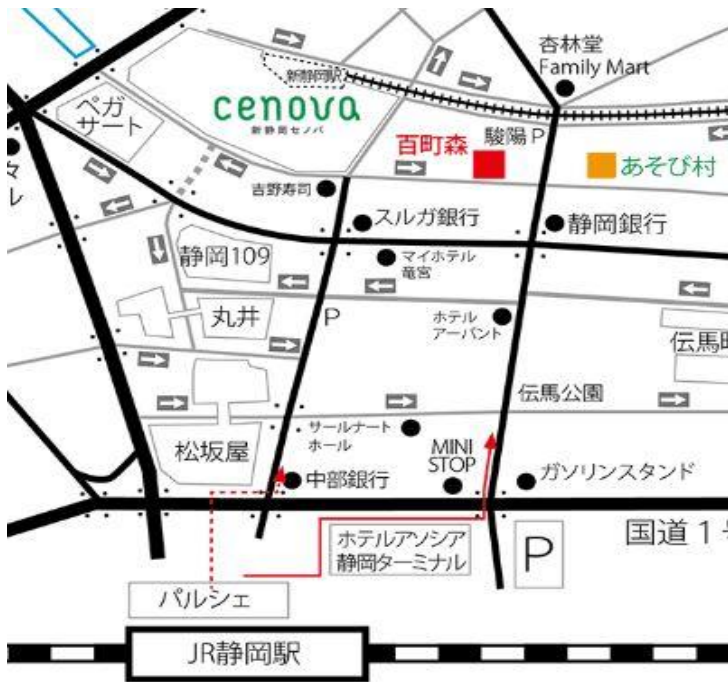 杏林堂
Family Mart
新静岡駅
cenova
新静岡セノバ
ペガ
サート
百町森
駿陽P
あそび村
吉野寿司
スルガ銀行
静岡銀行
静岡109
マイホテル
竜宮
丸井
P
ホテル
アーバント
伝馬町
伝馬公園
サールナート
ホール
MINI
STOP
松坂屋
中部銀行
ガソリンスタンド
国道1号
ホテルアソシア
静岡ターミナル
P
パルシェ
JR静岡駅